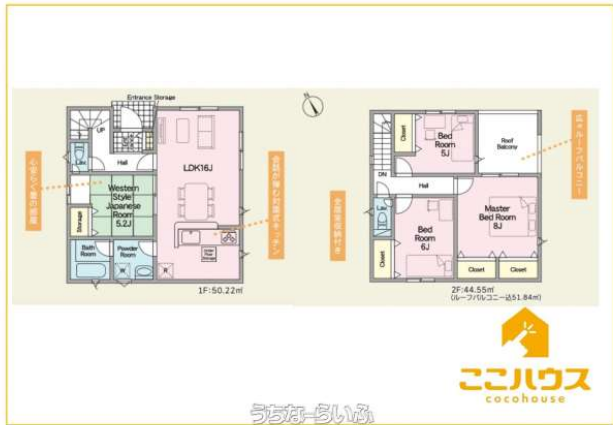 Entrance Storage
UP
Lav.
Hall
LDK16J
Western
Style
Japanese
Room
5.2J
Storage
Bath
Room
Powder
Room
W
R
心安らぐ畳の部屋
会話が弾む対面式キッチン
1F:50.22㎡
Closet
Bed
Room
5J
Roof
Balcony
DN
Hall
Lav.
Bed
Room
6J
Master
Bed Room
8J
Closet
Closet
Closet
全居室収納付き
広々ルーフバルコニー
2F:44.55㎡
(ルーフバルコニー込51.84㎡)
ここハウス
cocohouse
うちなーらいふ